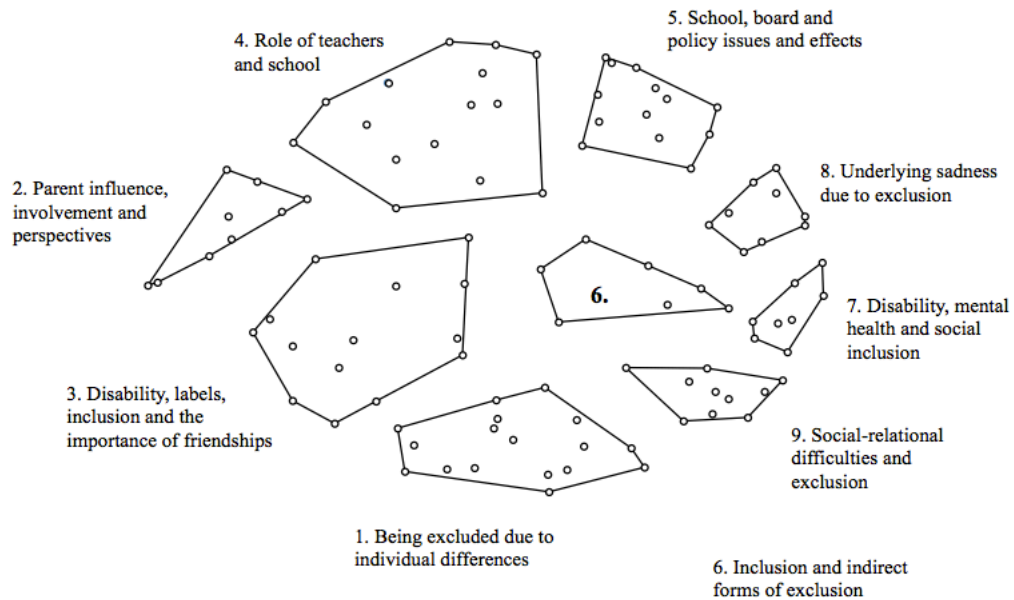 5. School, board and
policy issues and effects
4. Role of teachers
and school
8. Underlying sadness
due to exclusion
2. Parent influence,
involvement and
perspectives
6.
7. Disability, mental
health and social
inclusion
3. Disability, labels,
inclusion and the
importance of friendships
9. Social-relational
difficulties and
exclusion
1. Being excluded due to
individual differences
6. Inclusion and indirect
forms of exclusion